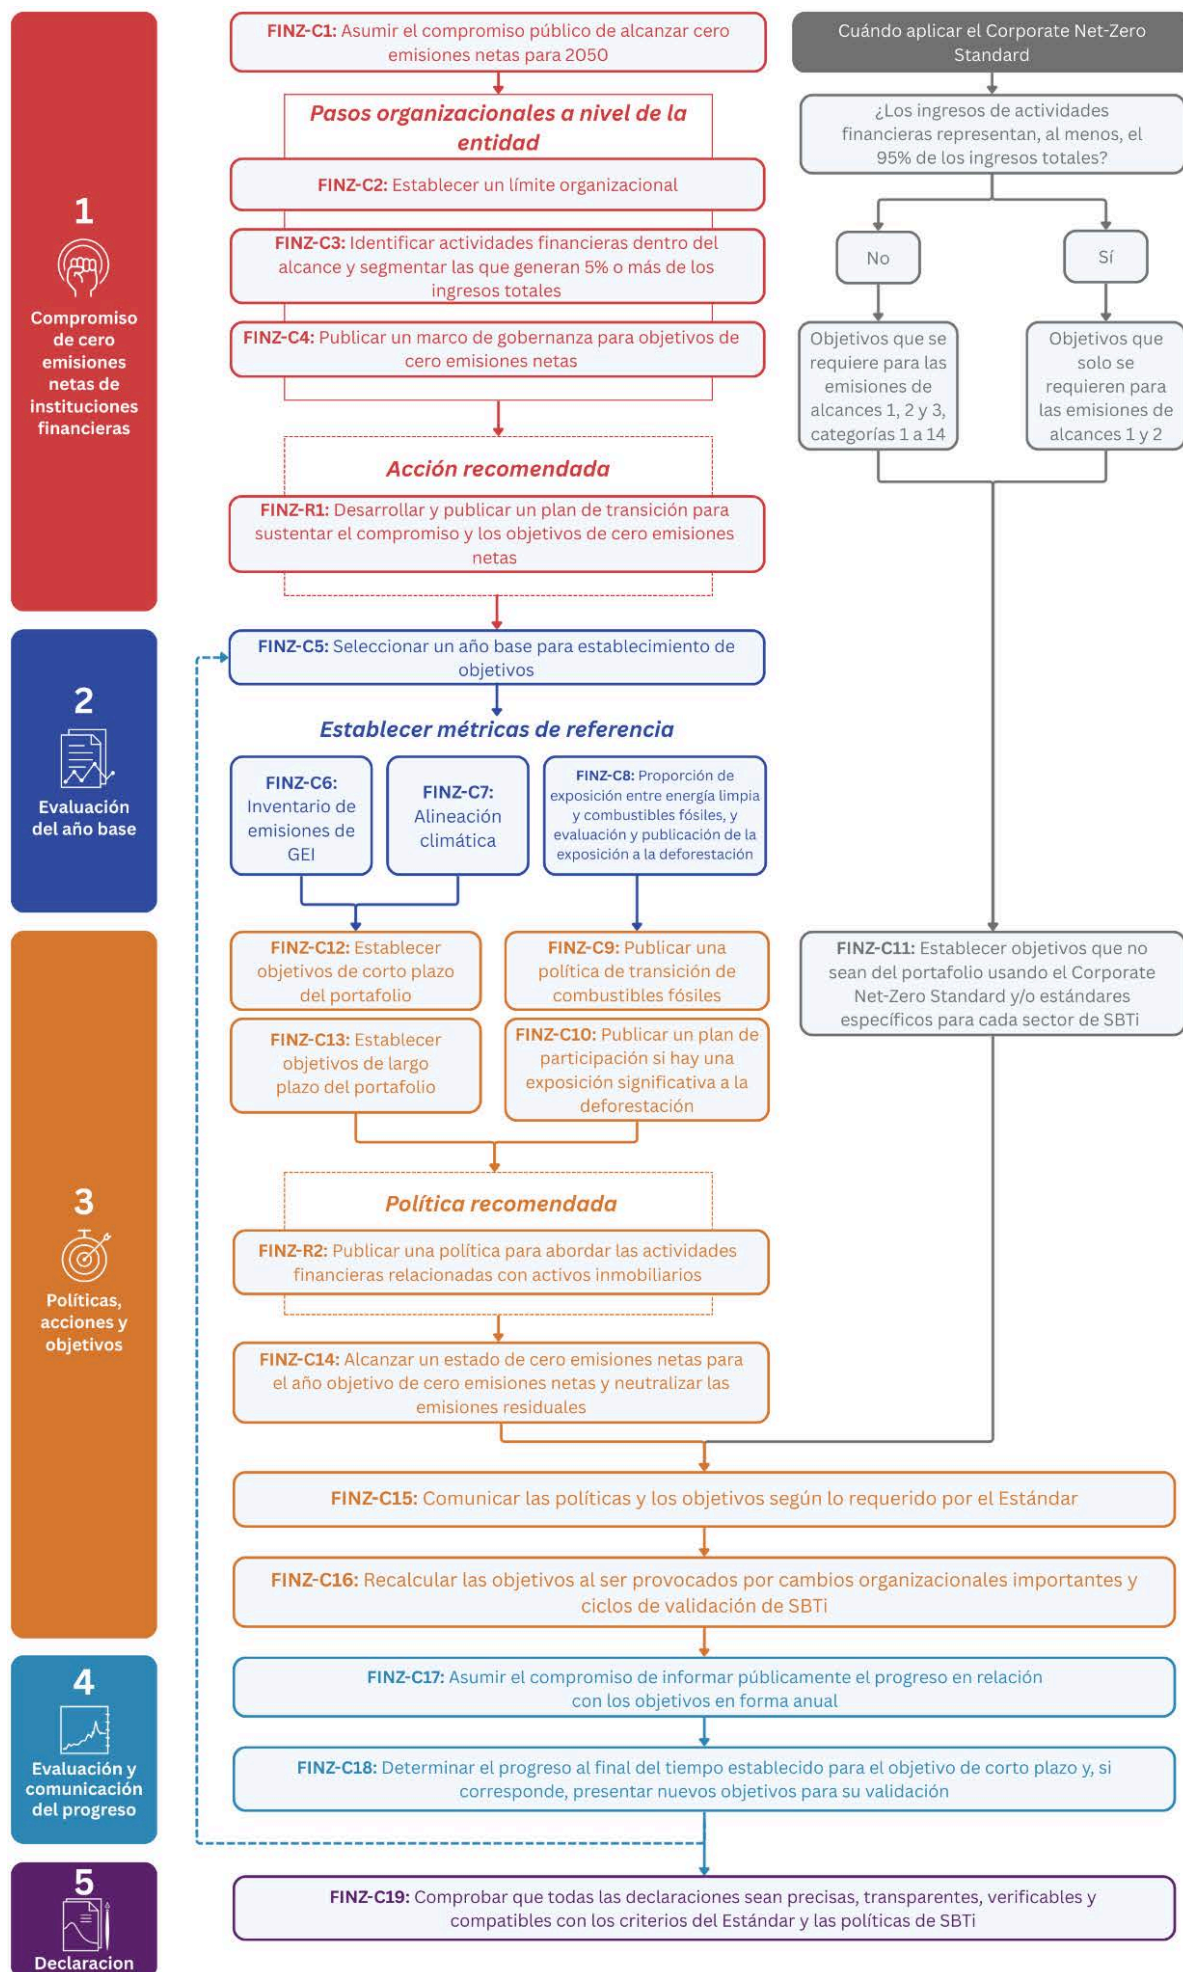 1
Compromiso
de cero
emisiones
netas de
instituciones
financieras
FINZ-C1: Asumir el compromiso público de alcanzar cero
emisiones netas para 2050
Pasos organizacionales a nivel de la
entidad
FINZ-C2: Establecer un límite organizacional
FINZ-C3: Identificar actividades financieras dentro del
alcance y segmentar las que generan 5% o más de los
ingresos totales
FINZ-C4: Publicar un marco de gobernanza para objetivos de
cero emisiones netas
Acción recomendada
FINZ-R1: Desarrollar y publicar un plan de transición para
sustentar el compromiso y los objetivos de cero emisiones
netas
Cuándo aplicar el Corporate Net-Zero
Standard
¿Los ingresos de actividades
financieras representan, al menos, el
95% de los ingresos totales?
No
Sí
Objetivos que se
requiere para las
emisiones de
alcances 1, 2 y 3,
categorías 1 a 14
Objetivos que
solo se
requieren para
las emisiones de
alcances 1 y 2
2
Evaluación
del año base
FINZ-C5: Seleccionar un año base para establecimiento de
objetivos
Establecer métricas de referencia
FINZ-C6:
Inventario de
emisiones de
GEI
FINZ-C7:
Alineación
climática
FINZ-C8: Proporción de
exposición entre energía limpia
y combustibles fósiles, y
evaluación y publicación de la
exposición a la deforestación
3
Políticas,
acciones y
objetivos
FINZ-C12: Establecer
objetivos de corto plazo
del portafolio
FINZ-C9: Publicar una
política de transición de
combustibles fósiles
FINZ-C11: Establecer objetivos que no
sean del portafolio usando el Corporate
Net-Zero Standard y/o estándares
específicos para cada sector de SBTi
FINZ-C13: Establecer
objetivos de largo
plazo del portafolio
FINZ-C10: Publicar un plan de
participación si hay una
exposición significativa a la
deforestación
Política recomendada
FINZ-R2: Publicar una política para abordar las actividades
financieras relacionadas con activos inmobiliarios
FINZ-C14: Alcanzar un estado de cero emisiones netas para
el año objetivo de cero emisiones netas y neutralizar las
emisiones residuales
FINZ-C15: Comunicar las políticas y los objetivos según lo requerido por el Estándar
FINZ-C16: Recalcular las objetivos al ser provocados por cambios organizacionales importantes y
ciclos de validación de SBTi
4
Evaluación y
comunicación
del progreso
FINZ-C17: Asumir el compromiso de informar públicamente el progreso en relación
con los objetivos en forma anual
FINZ-C18: Determinar el progreso al final del tiempo establecido para el objetivo de corto plazo y, si
corresponde, presentar nuevos objetivos para su validación
5
Declaracion
FINZ-C19: Comprobar que todas las declaraciones sean precisas, transparentes, verificables y
compatibles con los criterios del Estándar y las políticas de SBTi